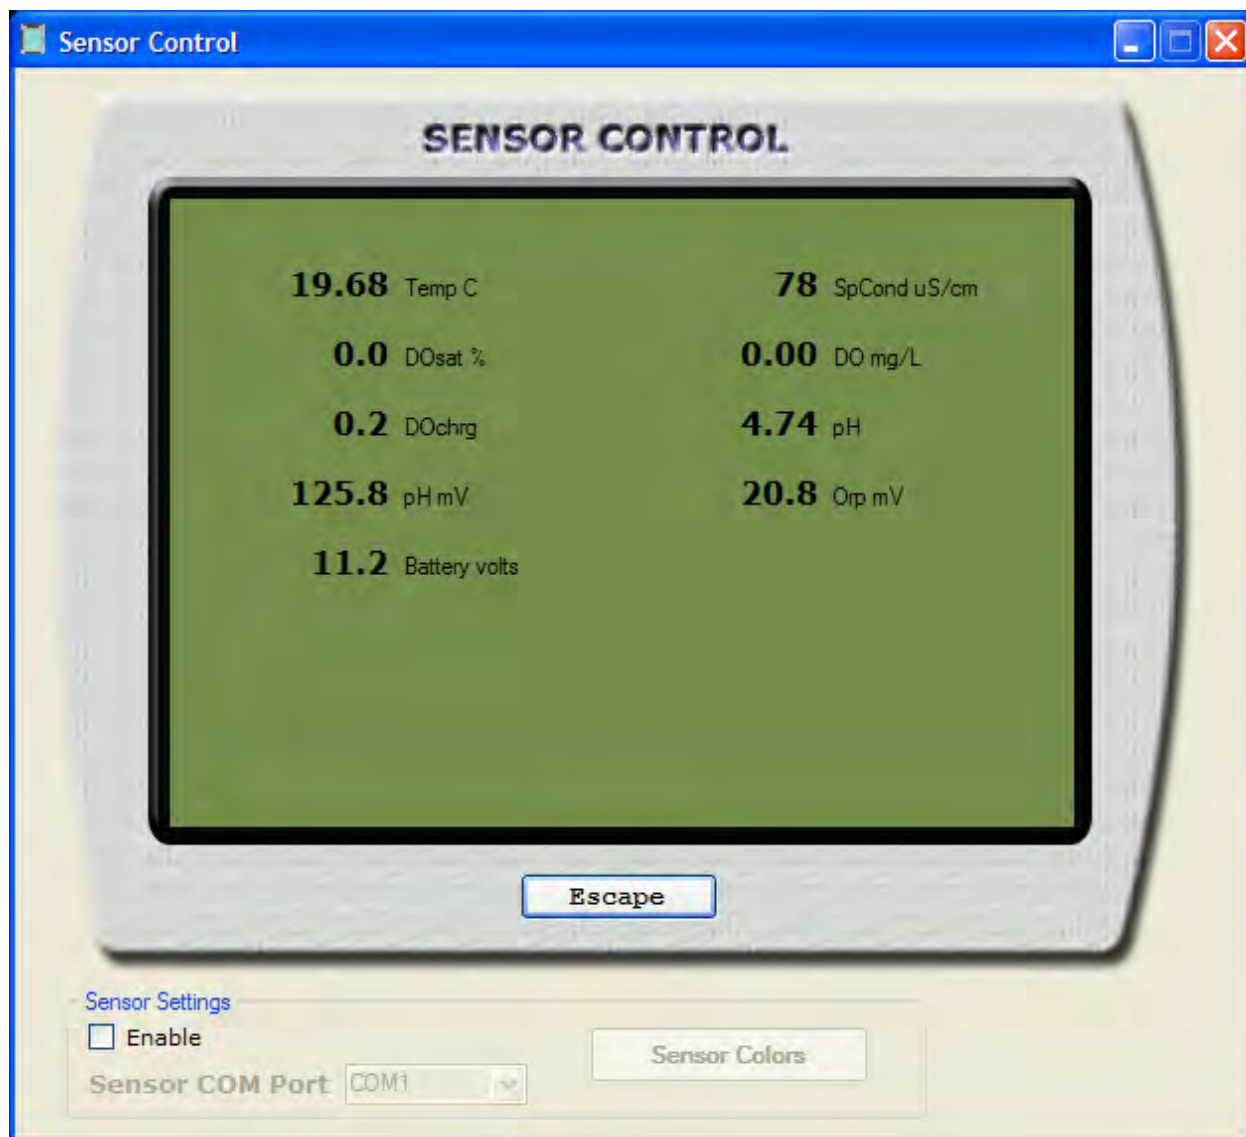 Sensor Control
SENSOR CONTROL
19.68 Temp C 78 SpCond uS/cm
0.0 DOsat % 0.00 DO mg/L
0.2 DOchrg 4.74 pH
125.8 pH mV 20.8 Orp mV
11.2 Battery volts
Escape
Sensor Settings
Enable
Sensor Colors
Sensor COM Port COM1